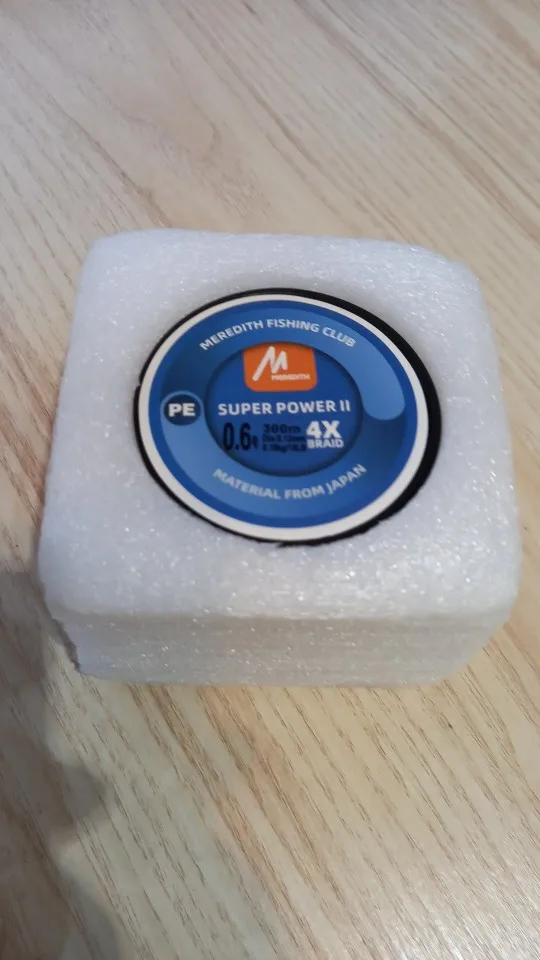 MEREDITH FISHING CLUB
MEREDITH
PE
SUPER POWER II
0.6#
300m
4X
BRAID
MATERIAL FROM JAPAN